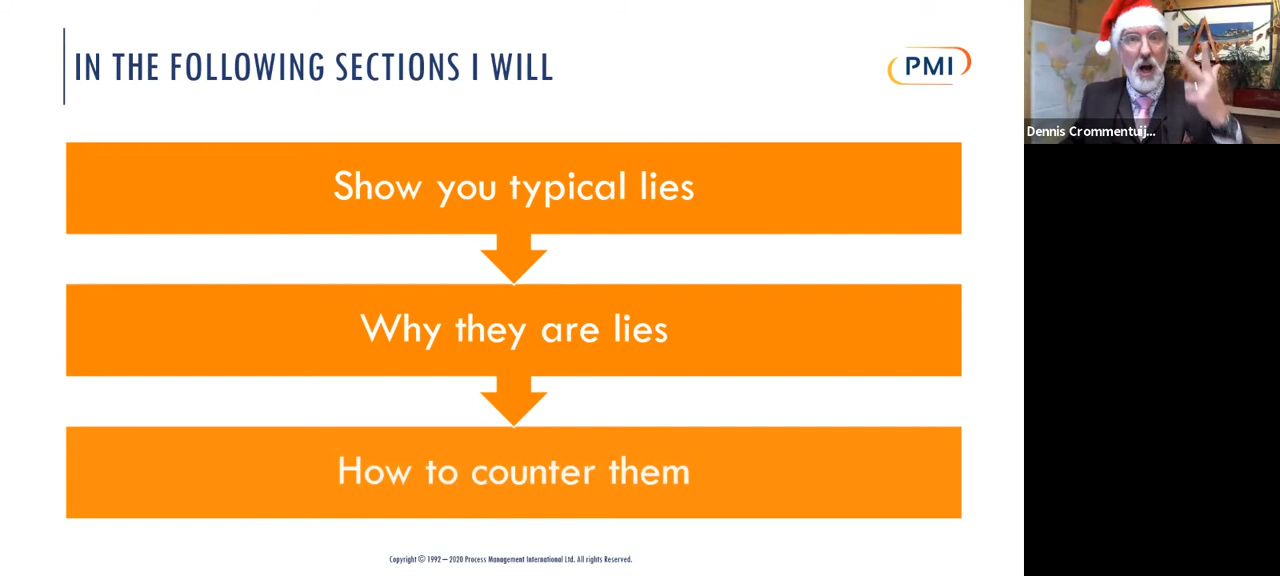 IN THE FOLLOWING SECTIONS I WILL
PMI
Dennis Crommentuij...
Show you typical lies
Why they are lies
How to counter them
Copyright © 1992 – 2020 Process Management International Ltd. All rights Reserved.